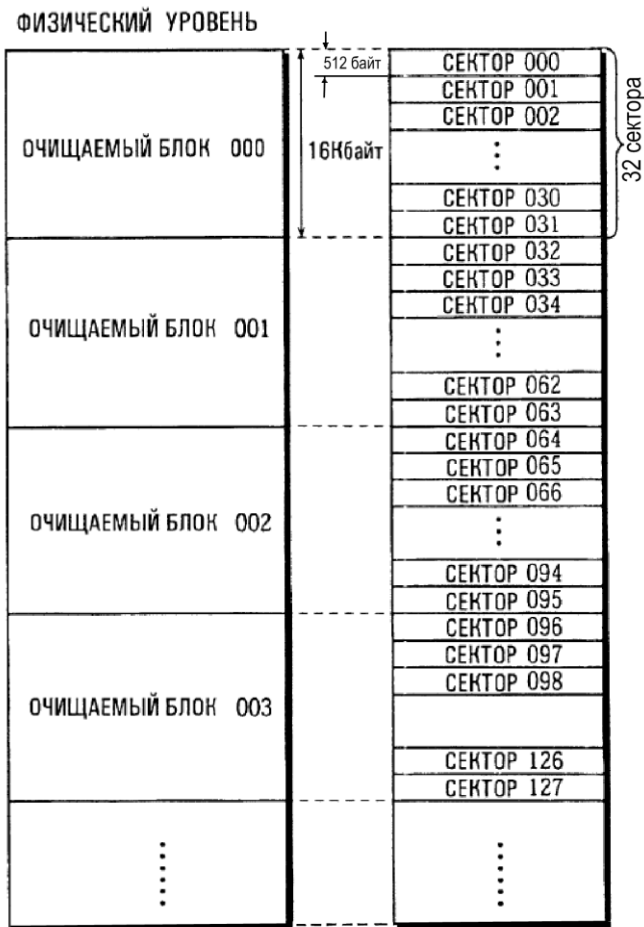 ФИЗИЧЕСКИЙ УРОВЕНЬ
ОЧИЩАЕМЫЙ БЛОК 000
ОЧИЩАЕМЫЙ БЛОК 001
ОЧИЩАЕМЫЙ БЛОК 002
ОЧИЩАЕМЫЙ БЛОК 003
512 байт
16Кбайт
СЕКТОР 000
СЕКТОР 001
СЕКТОР 002
СЕКТОР 030
СЕКТОР 031
СЕКТОР 032
СЕКТОР 033
СЕКТОР 034
СЕКТОР 062
СЕКТОР 063
СЕКТОР 064
СЕКТОР 065
СЕКТОР 066
СЕКТОР 094
СЕКТОР 095
СЕКТОР 096
СЕКТОР 097
СЕКТОР 098
СЕКТОР 126
СЕКТОР 127
32 сектора